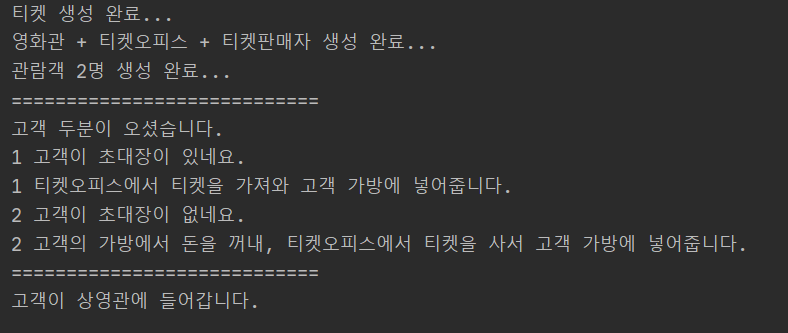 티켓 생성 완료...
영화관 + 티켓오피스 + 티켓판매자 생성 완료...
관람객 2명 생성 완료...
============================
고객 두분이 오셨습니다.
1 고객이 초대장이 있네요.
1 티켓오피스에서 티켓을 가져와 고객 가방에 넣어줍니다.
2 고객이 초대장이 없네요.
2 고객의 가방에서 돈을 꺼내, 티켓오피스에서 티켓을 사서 고객 가방에 넣어줍니다.
============================
고객이 상영관에 들어갑니다.